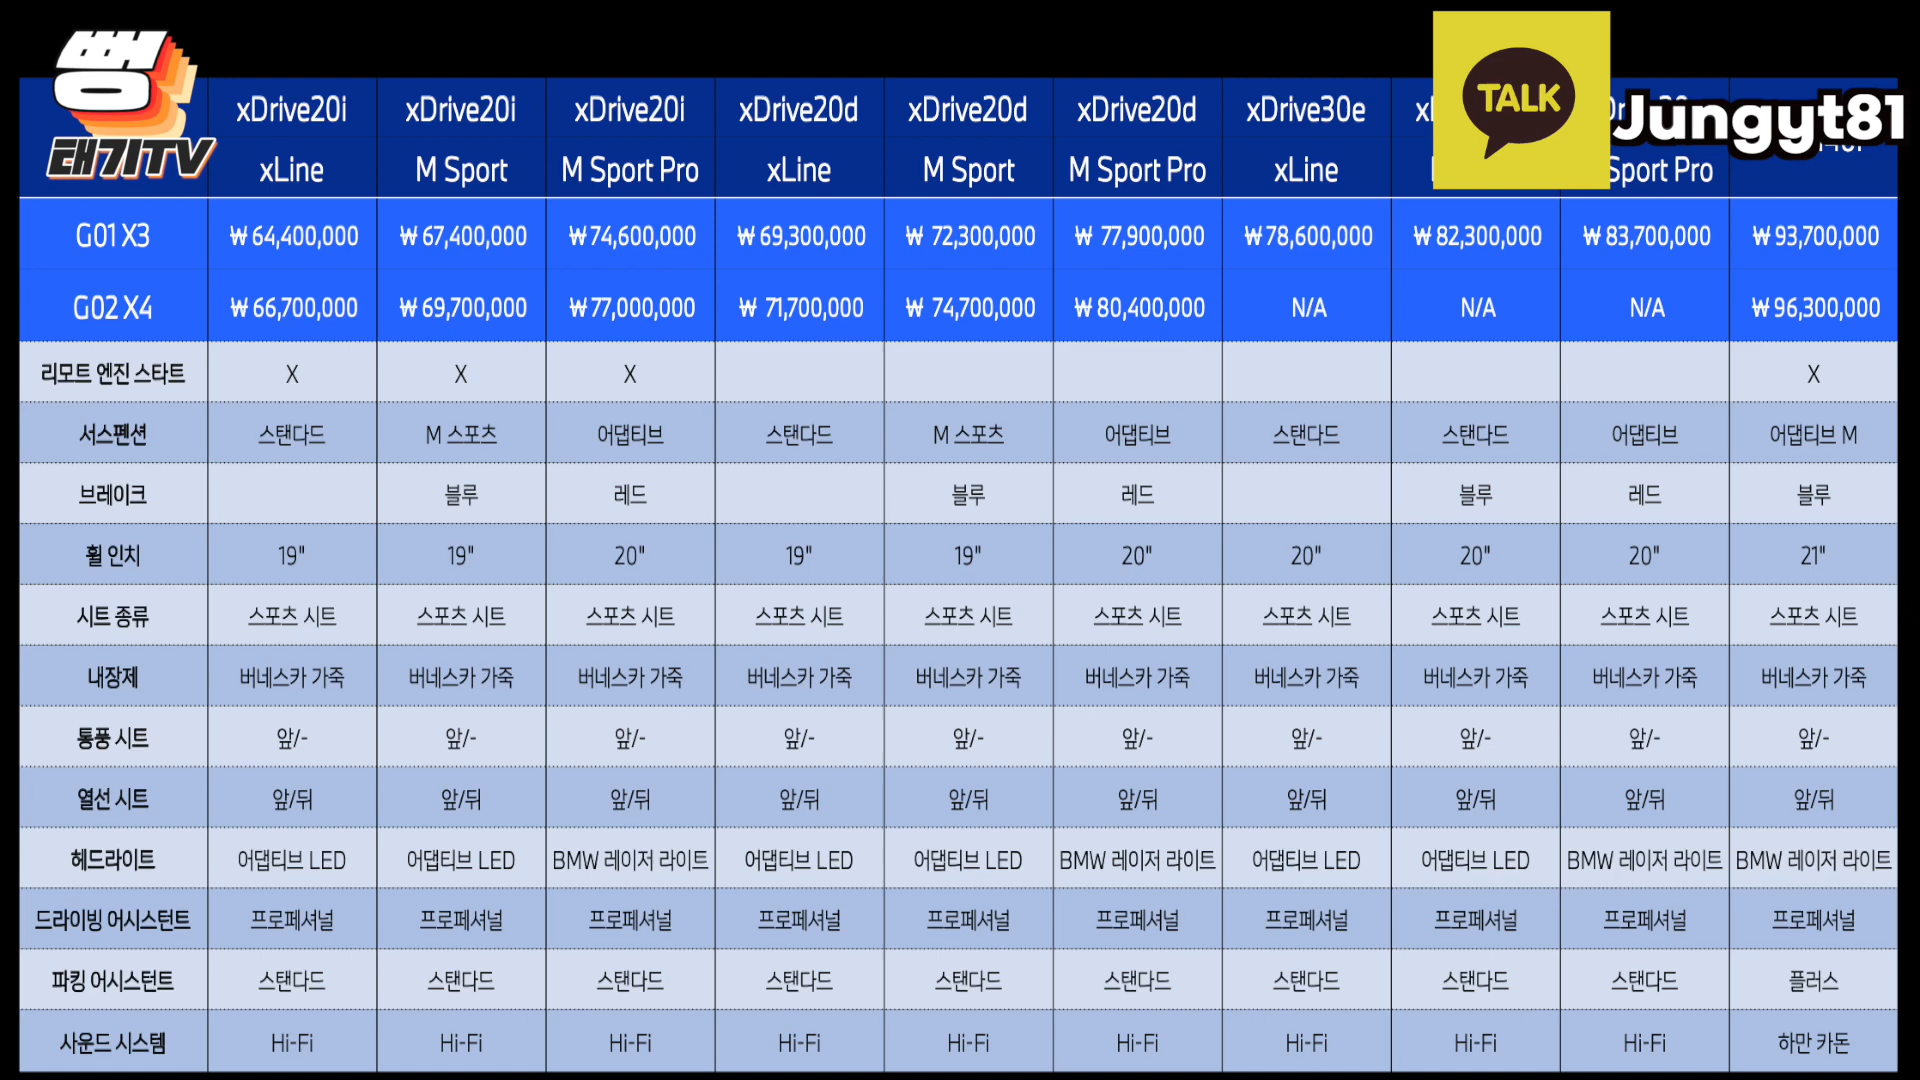 뿅
태기TV
TALK
Jungyt81
xDrive20i xDrive20i xDrive20i xDrive20d xDrive20d xDrive20d xDrive30e
xLine M Sport M Sport Pro xLine M Sport M Sport Pro xLine Sport Pro
G01 X3 ₩ 64,400,000 ₩ 67,400,000 ₩ 74,600,000 ₩ 69,300,000 ₩ 72,300,000 ₩ 77,900,000 ₩ 78,600,000 ₩ 82,300,000 ₩ 83,700,000 ₩ 93,700,000
G02 X4 ₩ 66,700,000 ₩ 69,700,000 ₩ 77,000,000 ₩ 71,700,000 ₩ 74,700,000 ₩ 80,400,000 N/A N/A N/A ₩ 96,300,000
리모트 엔진 스타트 X X X X
서스펜션 스탠다드 M 스포츠 어댑티브 스탠다드 M 스포츠 어댑티브 스탠다드 스탠다드 어댑티브 어댑티브 M
브레이크 블루 레드 블루 레드 블루 레드 블루
휠 인치 19" 19" 20" 19" 19" 20" 20" 20" 20" 21"
시트 종류 스포츠 시트 스포츠 시트 스포츠 시트 스포츠 시트 스포츠 시트 스포츠 시트 스포츠 시트 스포츠 시트 스포츠 시트 스포츠 시트
내장제 버네스카 가죽 버네스카 가죽 버네스카 가죽 버네스카 가죽 버네스카 가죽 버네스카 가죽 버네스카 가죽 버네스카 가죽 버네스카 가죽 버네스카 가죽
통풍 시트 앞/- 앞/- 앞/- 앞/- 앞/- 앞/- 앞/- 앞/- 앞/- 앞/-
열선 시트 앞/뒤 앞/뒤 앞/뒤 앞/뒤 앞/뒤 앞/뒤 앞/뒤 앞/뒤 앞/뒤 앞/뒤
헤드라이트 어댑티브 LED 어댑티브 LED BMW 레이저 라이트 어댑티브 LED 어댑티브 LED BMW 레이저 라이트 어댑티브 LED 어댑티브 LED BMW 레이저 라이트 BMW 레이저 라이트
드라이빙 어시스턴트 프로페셔널 프로페셔널 프로페셔널 프로페셔널 프로페셔널 프로페셔널 프로페셔널 프로페셔널 프로페셔널 프로페셔널
파킹 어시스턴트 스탠다드 스탠다드 스탠다드 스탠다드 스탠다드 스탠다드 스탠다드 스탠다드 스탠다드 플러스
사운드 시스템 Hi-Fi Hi-Fi Hi-Fi Hi-Fi Hi-Fi Hi-Fi Hi-Fi Hi-Fi Hi-Fi 하만 카돈